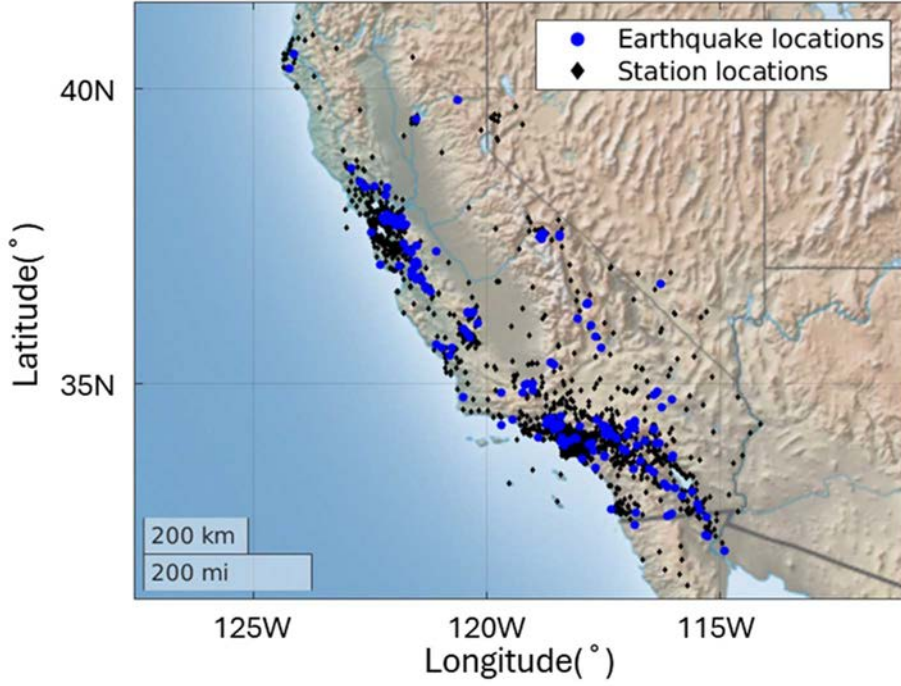 Earthquake locations
Station locations
40N
35N
Latitude(°)
200 km
200 mi
125W
120W
115W
Longitude(°)